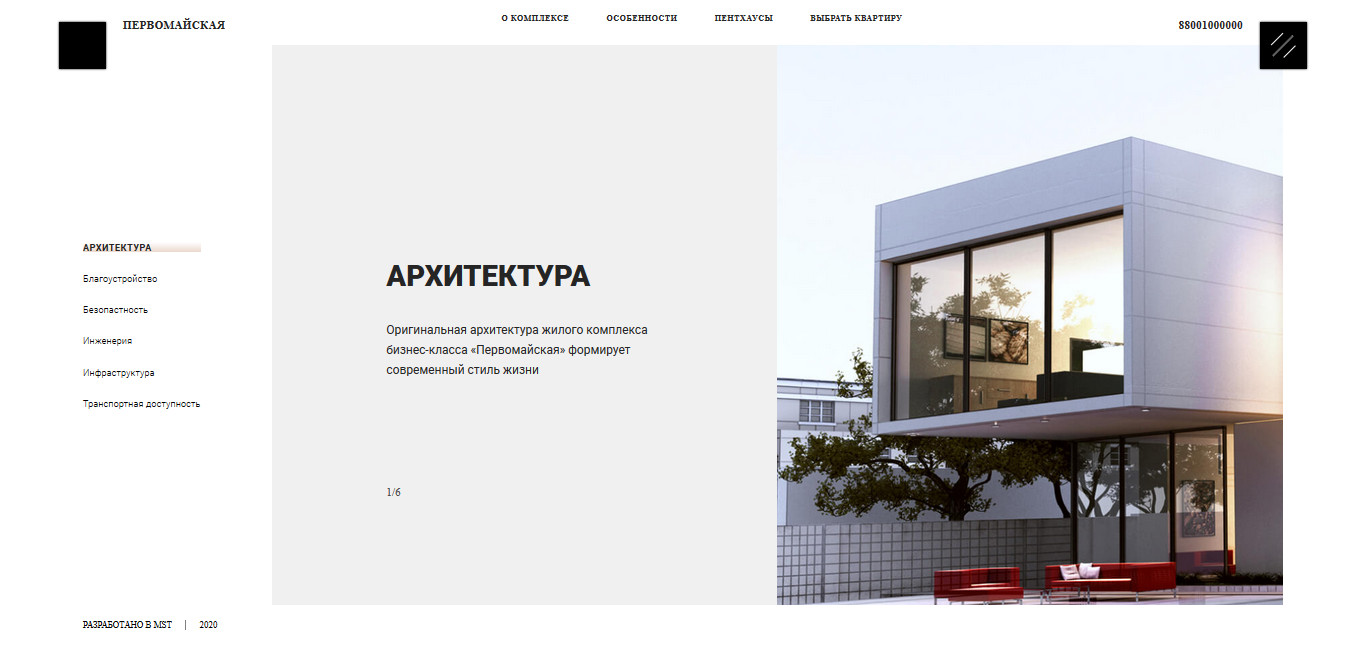 ПЕРВОМАЙСКАЯ
О КОМПЛЕКСЕ
ОСОБЕННОСТИ
ПЕНТХАУСЫ
ВЫБРАТЬ КВАРТИРУ
88001000000
АРХИТЕКТУРА
Благоустройство
Безопастность
Инженерия
Инфраструктура
Транспортная доступность
АРХИТЕКТУРА
Оригинальная архитектура жилого комплекса
бизнес-класса «Первомайская» формирует
современный стиль жизни
1/6
РАЗРАБОТАНО В MST | 2020